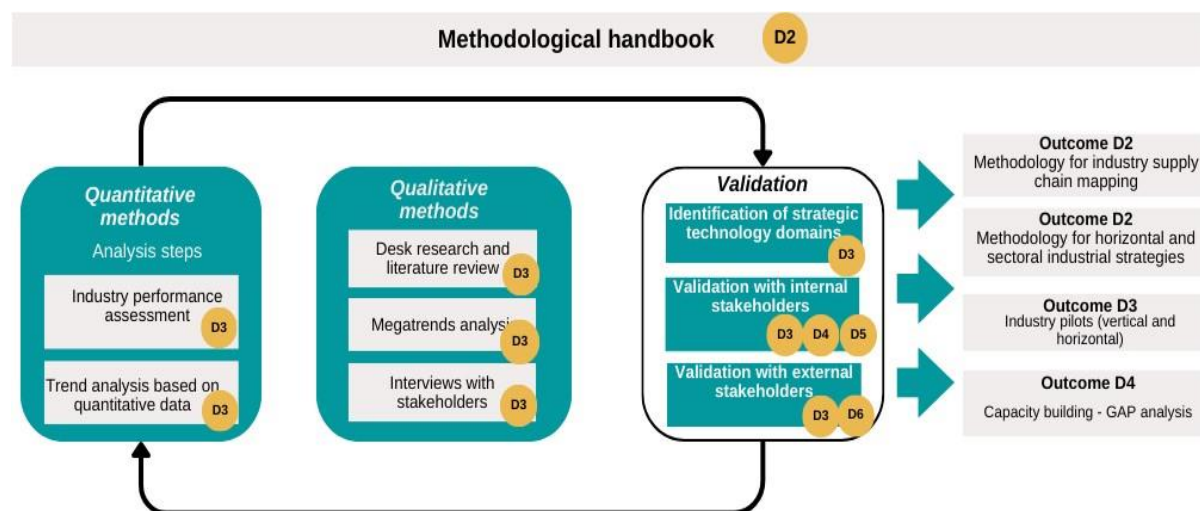 Methodological handbook D2
Quantitative
methods
Analysis steps
Industry performance
assessment
D3
Trend analysis based on
quantitative data
D3
Qualitative
methods
Desk research and
literature review
D3
Megatrends analysis
D3
Interviews with
stakeholders
D3
Validation
Identification of strategic
technology domains
D3
Validation with internal
stakeholders
D3 D4 D5
Validation with external
stakeholders
D3 D6
Outcome D2
Methodology for industry supply
chain mapping
Outcome D2
Methodology for horizontal and
sectoral industrial strategies
Outcome D3
Industry pilots (vertical and
horizontal)
Outcome D4
Capacity building - GAP analysis